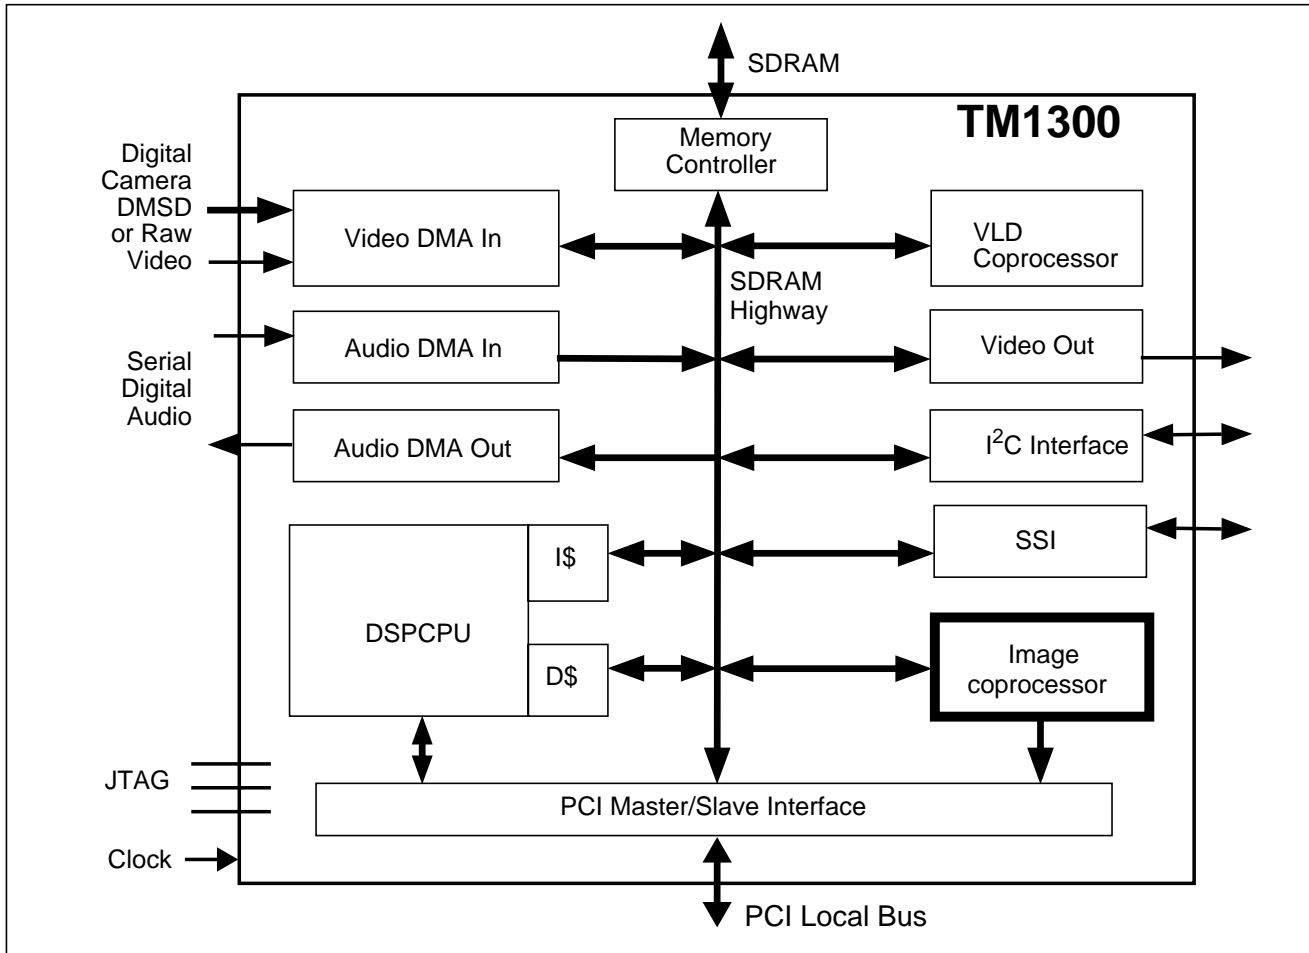 SDRAM
TM1300
Memory
Controller
Digital
Camera
DMSD
or Raw
Video
Video DMA In
VLD
Coprocessor
SDRAM
Highway
Audio DMA In
Video Out
Serial
Digital
Audio
Audio DMA Out
I²C Interface
I$
SSI
DSPCPU
D$
Image
coprocessor
JTAG
PCI Master/Slave Interface
Clock
PCI Local Bus